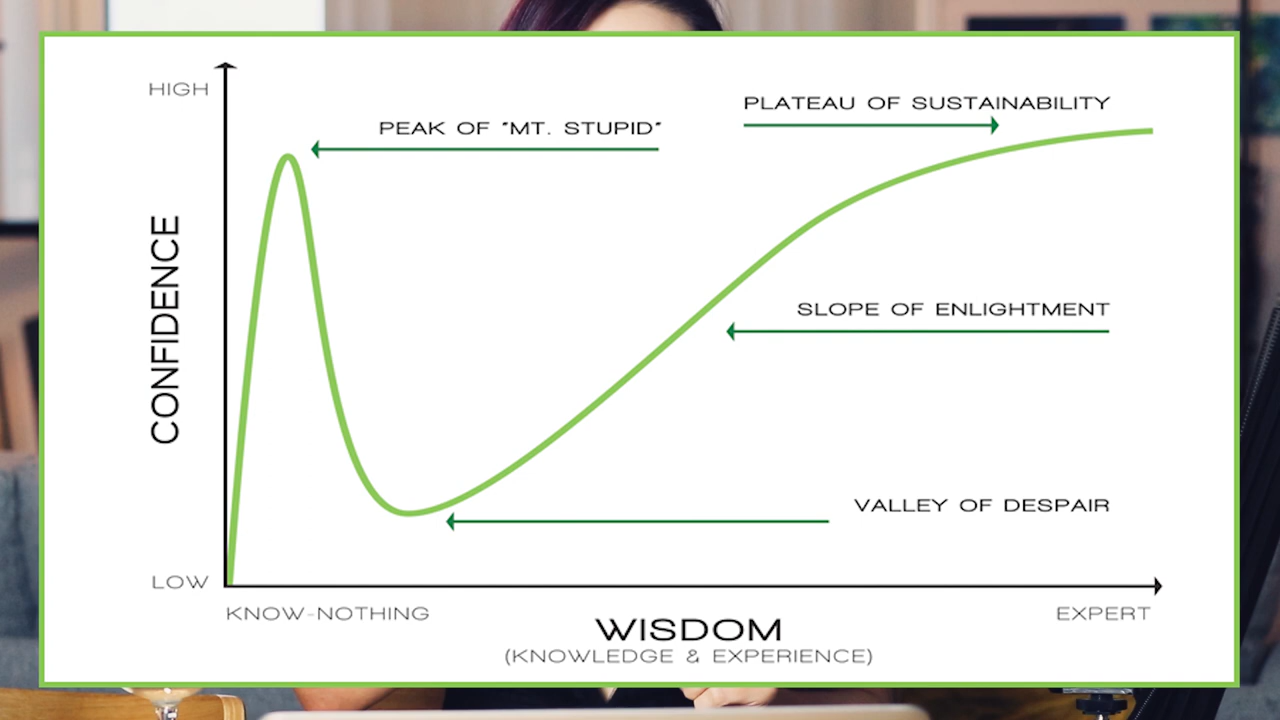 HIGH
PEAK OF "MT. STUPID"
PLATEAU OF SUSTAINABILITY
CONFIDENCE
SLOPE OF ENLIGHTMENT
VALLEY OF DESPAIR
LOW
KNOW-NOTHING
EXPERT
WISDOM
(KNOWLEDGE & EXPERIENCE)